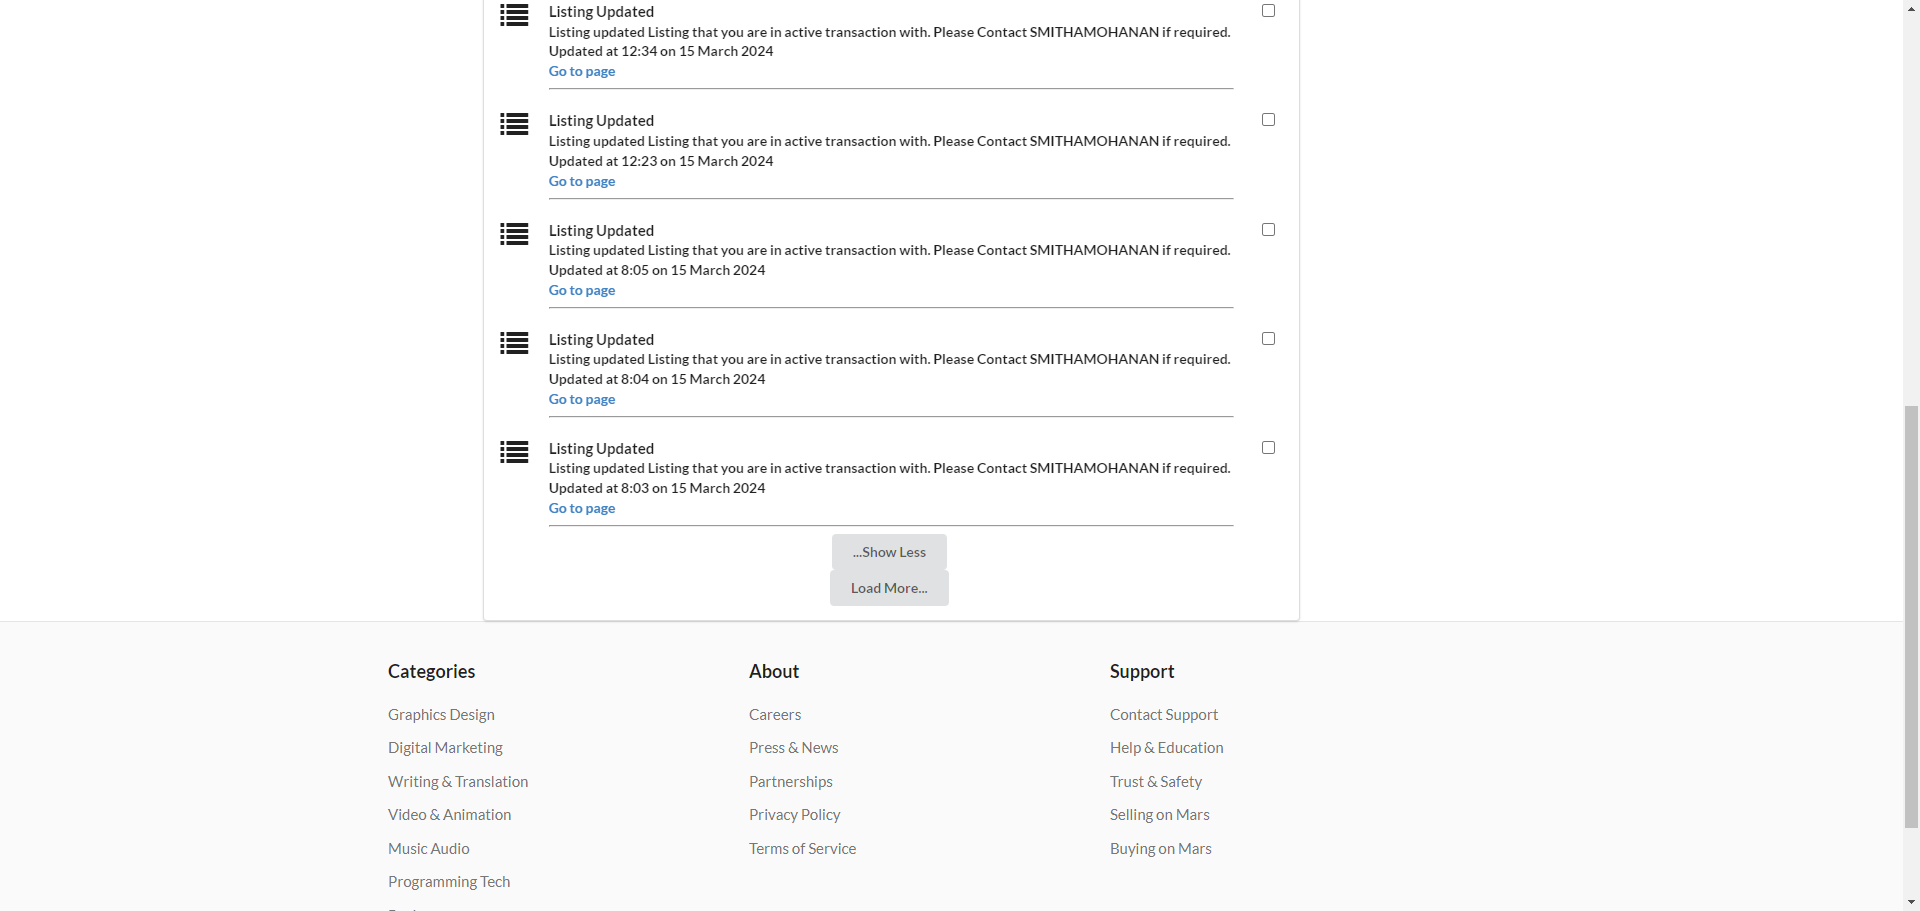 Listing Updated
Listing updated Listing that you are in active transaction with. Please Contact SMITHAMOHANAN if required.
Updated at 12:34 on 15 March 2024
Go to page
Listing Updated
Listing updated Listing that you are in active transaction with. Please Contact SMITHAMOHANAN if required.
Updated at 12:23 on 15 March 2024
Go to page
Listing Updated
Listing updated Listing that you are in active transaction with. Please Contact SMITHAMOHANAN if required.
Updated at 8:05 on 15 March 2024
Go to page
Listing Updated
Listing updated Listing that you are in active transaction with. Please Contact SMITHAMOHANAN if required.
Updated at 8:04 on 15 March 2024
Go to page
Listing Updated
Listing updated Listing that you are in active transaction with. Please Contact SMITHAMOHANAN if required.
Updated at 8:03 on 15 March 2024
Go to page
...Show Less
Load More...
Categories
Graphics Design
Digital Marketing
Writing & Translation
Video & Animation
Music Audio
Programming Tech
About
Careers
Press & News
Partnerships
Privacy Policy
Terms of Service
Support
Contact Support
Help & Education
Trust & Safety
Selling on Mars
Buying on Mars